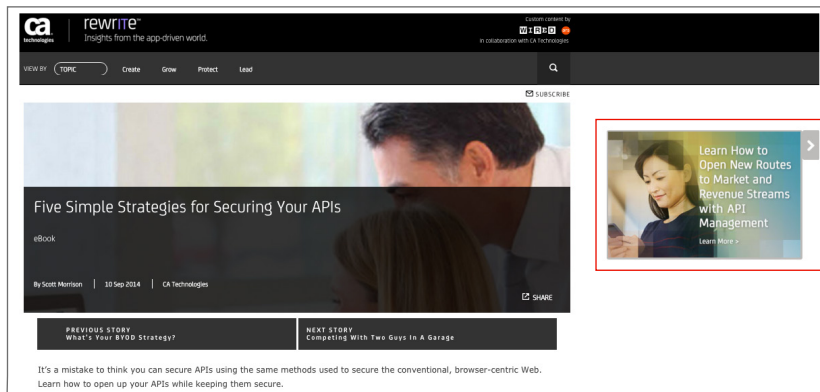 ca
technologies
rewrite™
Insights from the app-driven world.
Custom content by
WIRED
In collaboration with CA Technologies
VIEW BY TOPIC Create Grow Protect Lead
SUBSCRIBE
Five Simple Strategies for Securing Your APIs
eBook
By Scott Morrison | 10 Sep 2014 | CA Technologies
SHARE
PREVIOUS STORY
What's Your BYOD Strategy?
NEXT STORY
Competing With Two Guys In A Garage
It's a mistake to think you can secure APIs using the same methods used to secure the conventional, browser-centric Web.
Learn how to open up your APIs while keeping them secure.
Learn How to
Open New Routes
to Market and
Revenue Streams
with API
Management
Learn More >